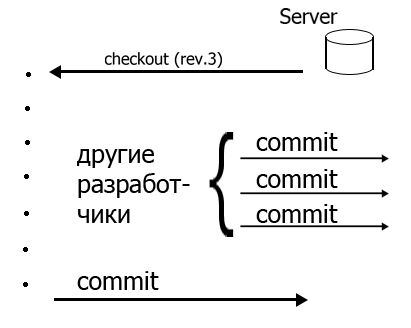 Server
checkout (rev.3)
commit
другие
commit
разработ-
commit
чики
commit